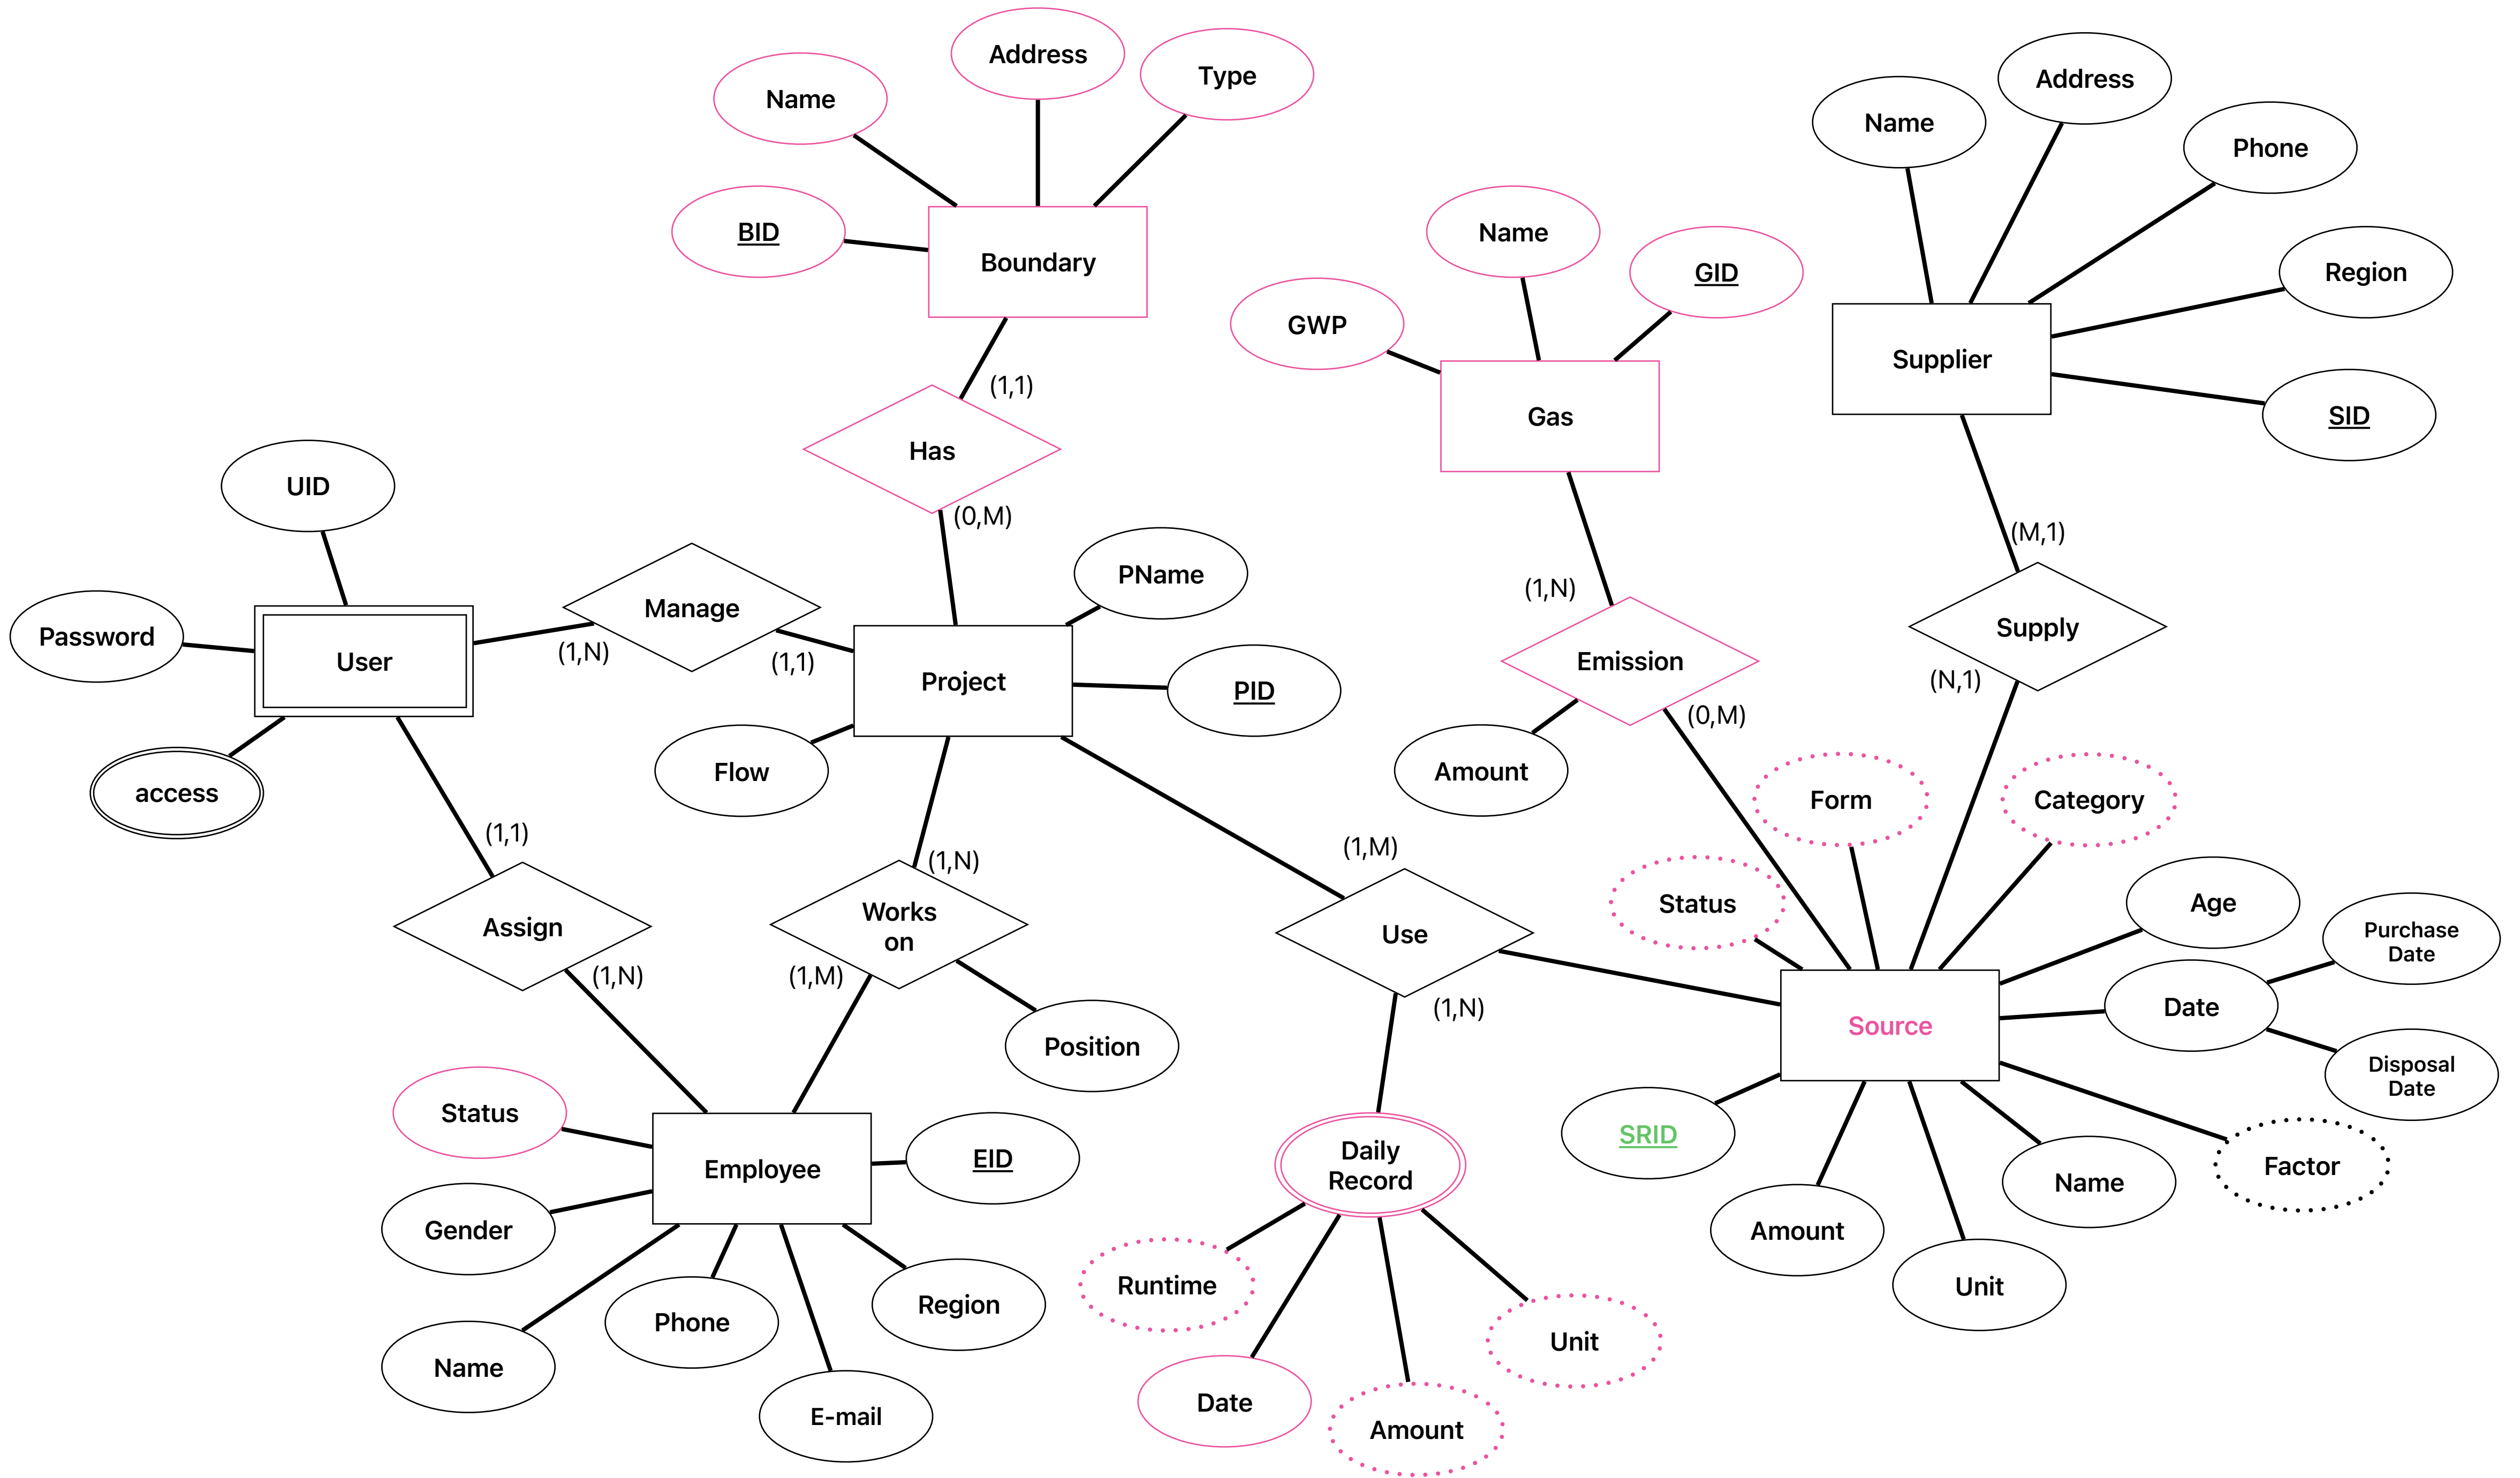 Address
Type
Name
BID
Boundary
Name
Address
Phone
Region
SID
Supplier
Name
GID
GWP
Gas
(1,1)
Has
(0,M)
UID
Password
User
access
Manage
(1,N)
(1,1)
PName
Project
PID
Flow
(1,N)
Emission
(0,M)
Amount
(M,1)
Supply
(N,1)
(1,1)
Assign
(1,N)
(1,N)
Works
on
(1,M)
Position
(1,M)
Use
(1,N)
Status
Form
Category
Age
Purchase
Date
Date
Disposal
Date
Source
SRID
Amount
Unit
Name
Factor
Status
Gender
Employee
EID
Name
Phone
E-mail
Region
Daily
Record
Runtime
Date
Amount
Unit